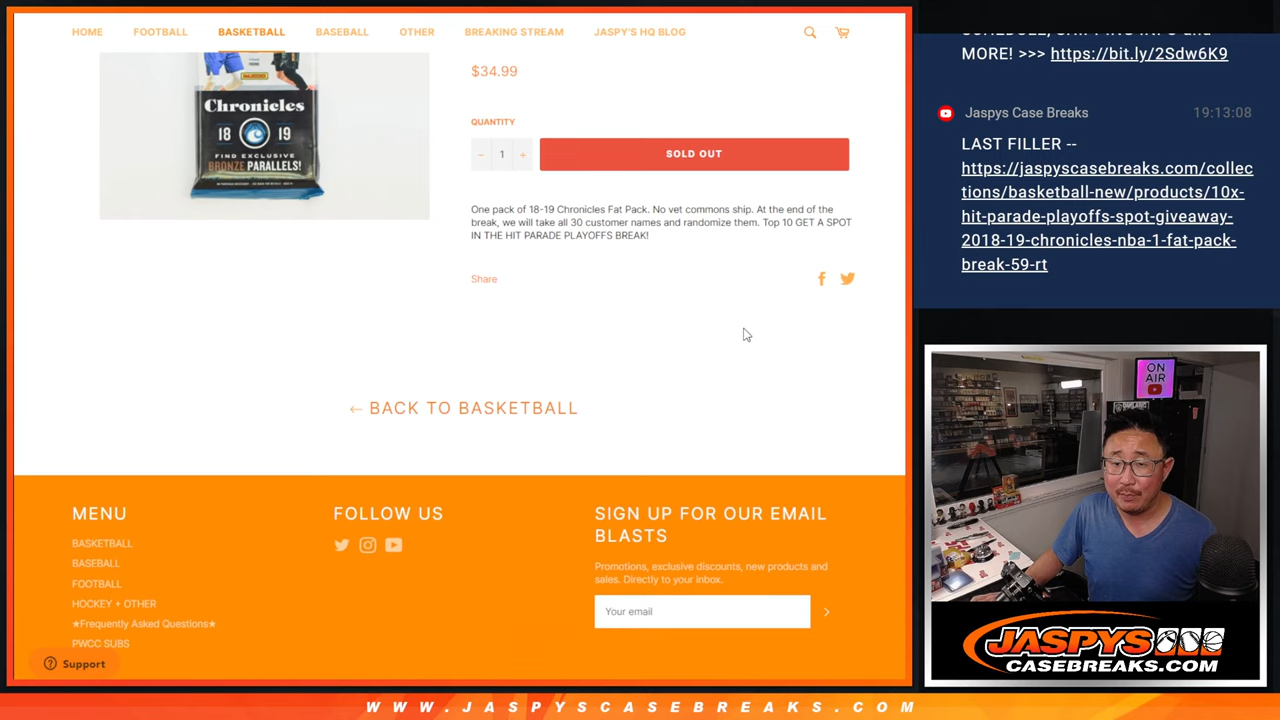 HOME FOOTBALL BASKETBALL BASEBALL OTHER BREAKING STREAM JASPY'S HQ BLOG
$34.99
Chronicles
18 19
FIND EXCLUSIVE
BRONZE PARALLELS!
QUANTITY
− 1 + SOLD OUT
One pack of 18-19 Chronicles Fat Pack. No vet commons ship. At the end of the
break, we will take all 30 customer names and randomize them. Top 10 GET A SPOT
IN THE HIT PARADE PLAYOFFS BREAK!
Share
← BACK TO BASKETBALL
MENU
BASKETBALL
BASEBALL
FOOTBALL
HOCKEY + OTHER
★Frequently Asked Questions★
PWCC SUBS
Support
FOLLOW US
SIGN UP FOR OUR EMAIL
BLASTS
Promotions, exclusive discounts, new products and
sales. Directly to your inbox.
Your email
MORE! >>> https://bit.ly/2Sdw6K9
Jaspys Case Breaks 19:13:08
LAST FILLER --
https://jaspyscasebreaks.com/collec
tions/basketball-new/products/10x-
hit-parade-playoffs-spot-giveaway-
2018-19-chronicles-nba-1-fat-pack-
break-59-rt
ON
AIR
JASPYS
CASEBREAKS.COM
WWW.JASPYSCASEBREAKS.COM